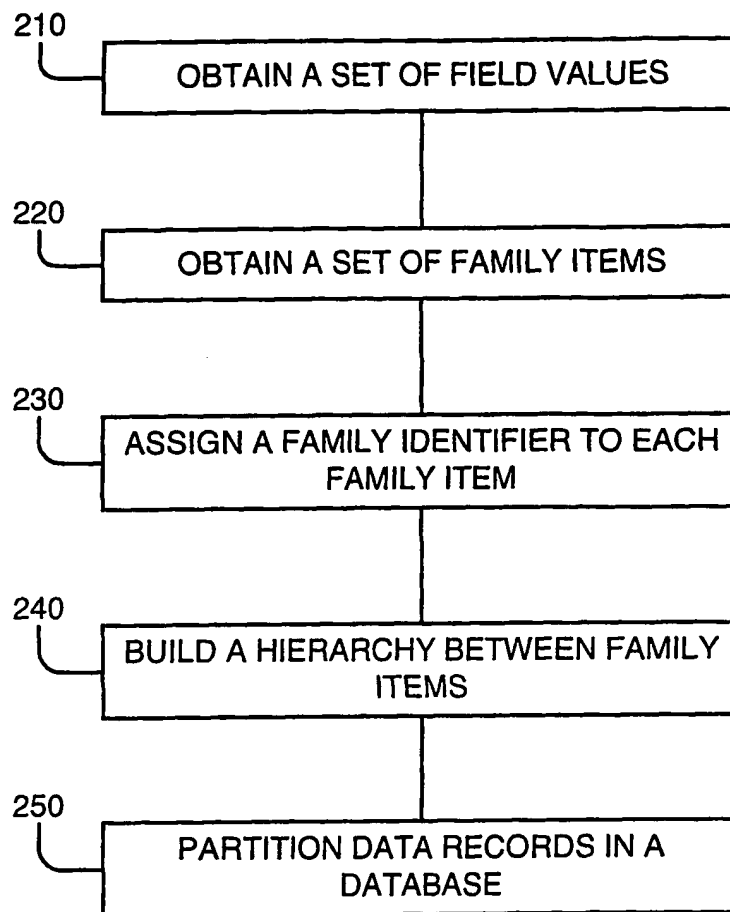 210
OBTAIN A SET OF FIELD VALUES
220
OBTAIN A SET OF FAMILY ITEMS
230
ASSIGN A FAMILY IDENTIFIER TO EACH
FAMILY ITEM
240
BUILD A HIERARCHY BETWEEN FAMILY
ITEMS
250
PARTITION DATA RECORDS IN A
DATABASE